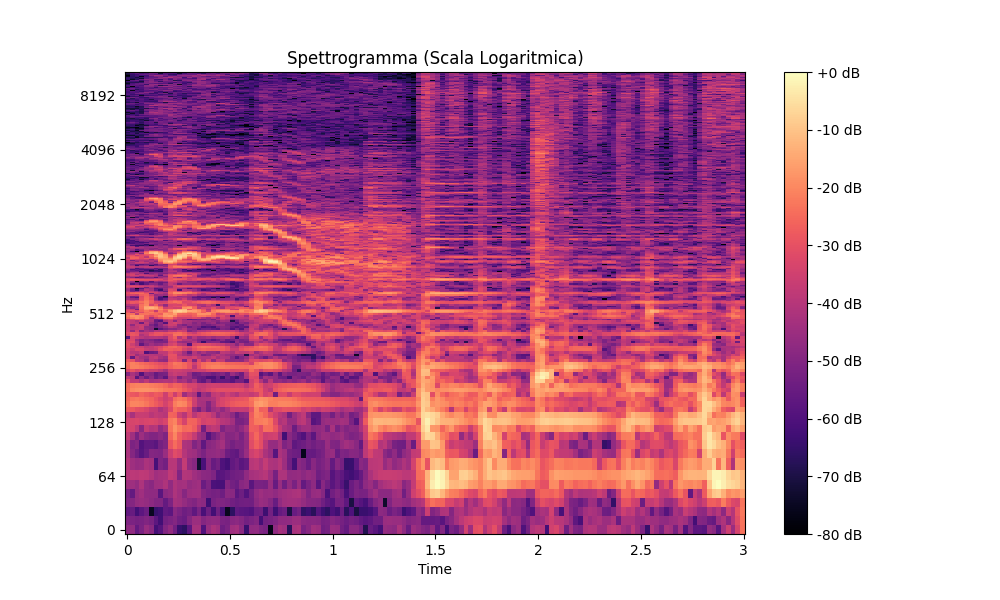 Spettrogramma (Scala Logaritmica)
Hz
8192
4096
2048
1024
512
256
128
64
0
0
0.5
1
1.5
2
2.5
3
Time
+0 dB
-10 dB
-20 dB
-30 dB
-40 dB
-50 dB
-60 dB
-70 dB
-80 dB